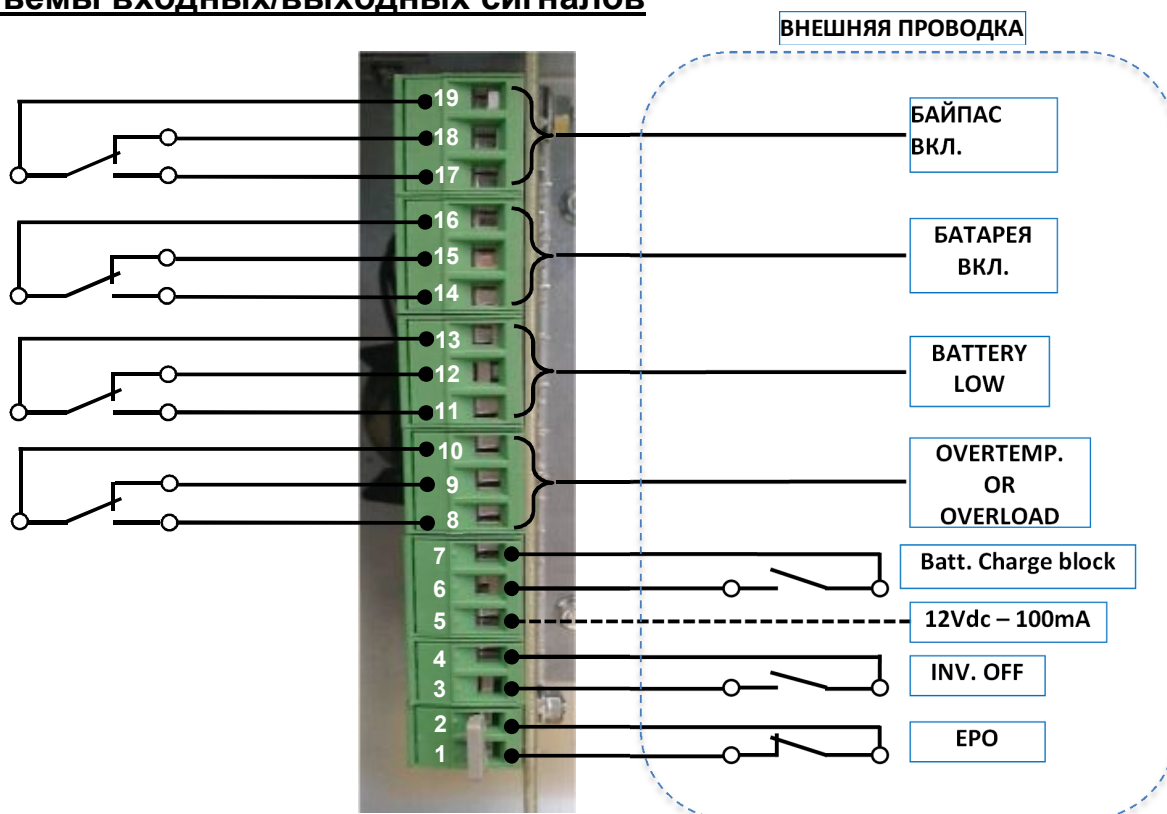 ВНЕШНЯЯ ПРОВОДКА
19
18
17
БАЙПАС
ВКЛ.
16
15
14
БАТАРЕЯ
ВКЛ.
13
12
11
BATTERY
LOW
10
9
8
OVERTEMP.
OR
OVERLOAD
7
6
5
Batt. Charge block
12Vdc – 100mA
4
3
INV. OFF
2
1
EPO